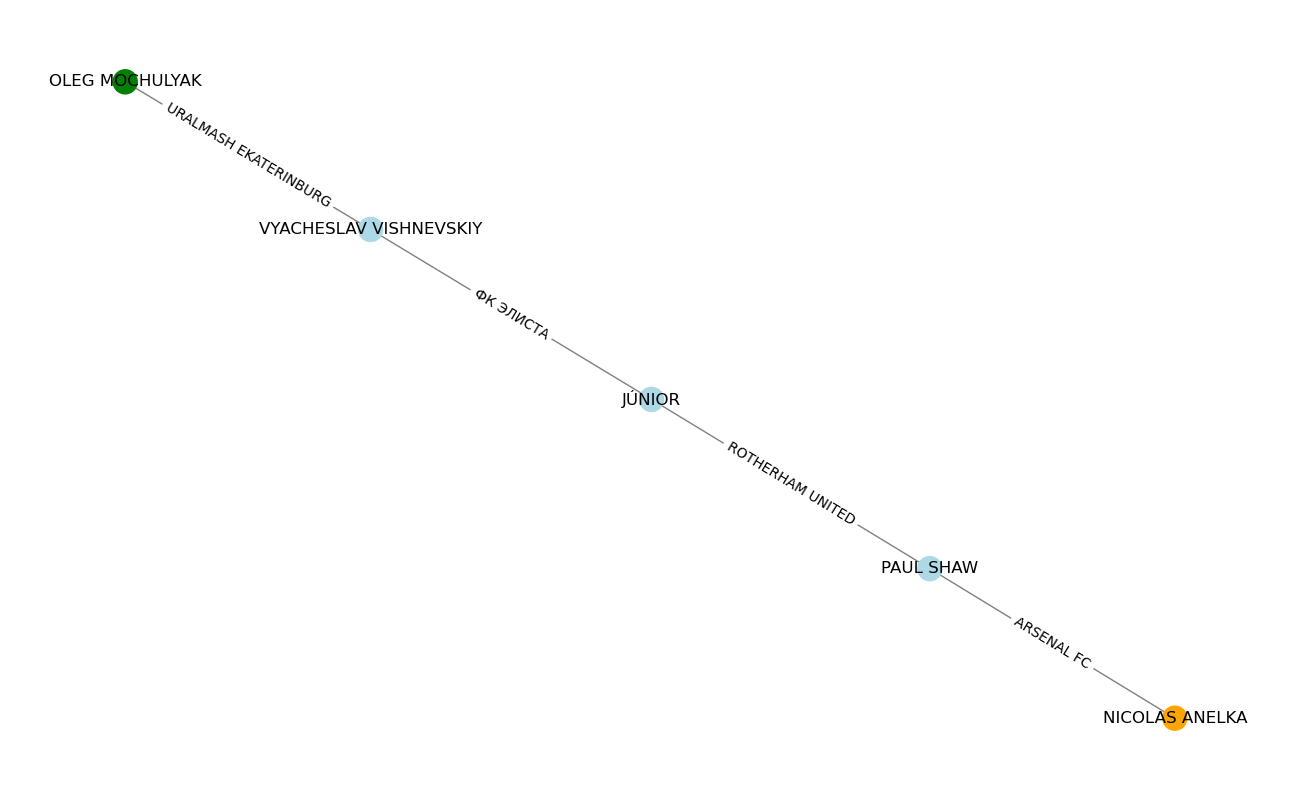 OLEG MOCHULYAK
URALMASH EKATERINBURG
VYACHESLAV VISHNEVSKIY
ФК ЭЛИСТА
JÚNIOR
ROTHERHAM UNITED
PAUL SHAW
ARSENAL FC
NICOLAS ANELKA